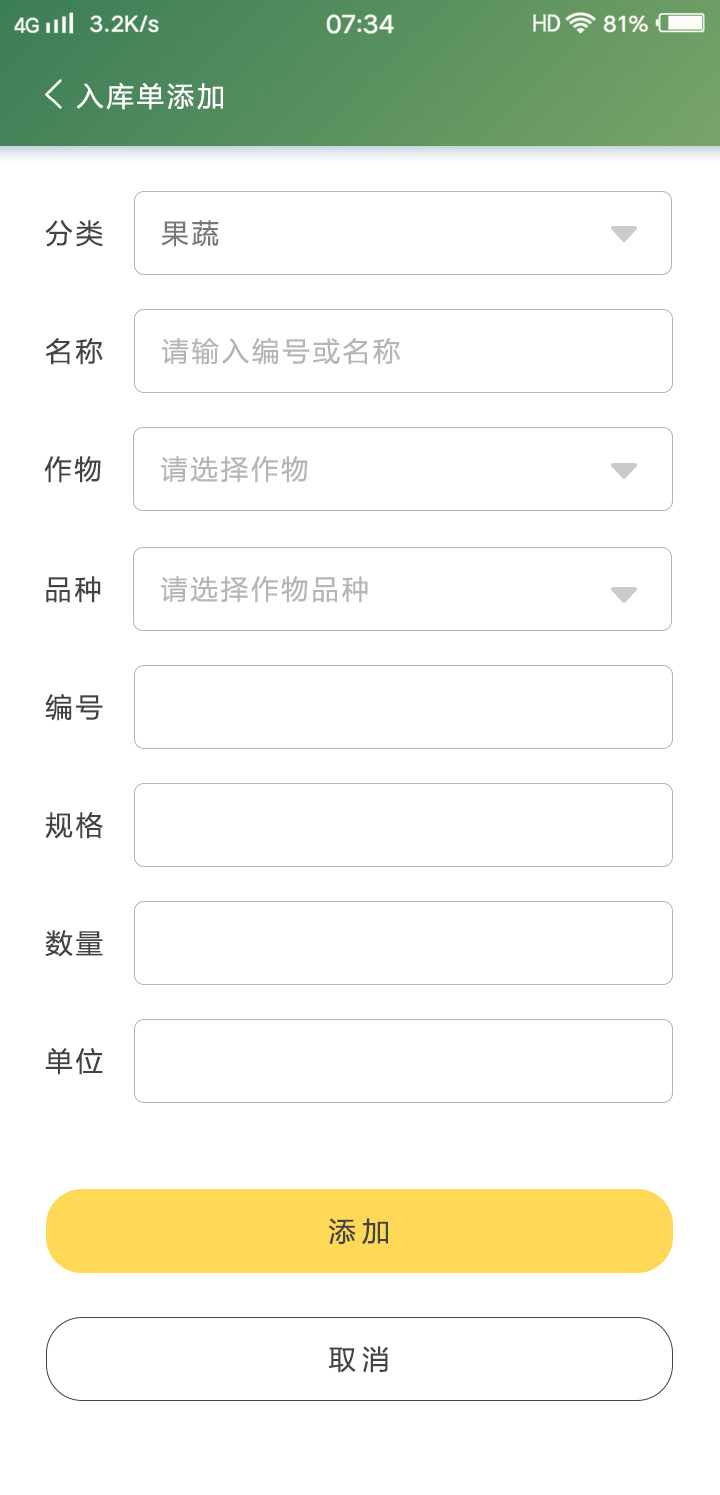 4G 3.2K/s 07:34 HD 81%
入库单添加
分类 果蔬
名称 请输入编号或名称
作物 请选择作物
品种 请选择作物品种
编号
规格
数量
单位
添加
取消